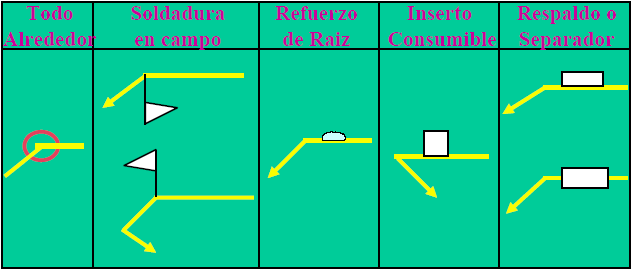 Todo
Alrededor
Soldadura
en campo
Refuerzo
de Raiz
Inserto
Consumible
Respaldo o
Separador